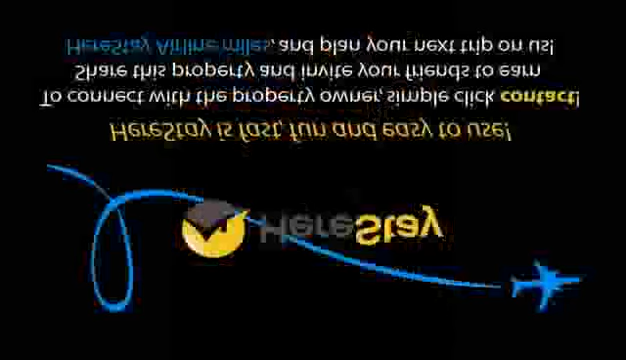 HereStay
HereStay is fast, fun and easy to use!
To connect with the property owner, simple click contact!
Share this property and invite your friends to earn
HereStay Airline miles, and plan your next trip on us!